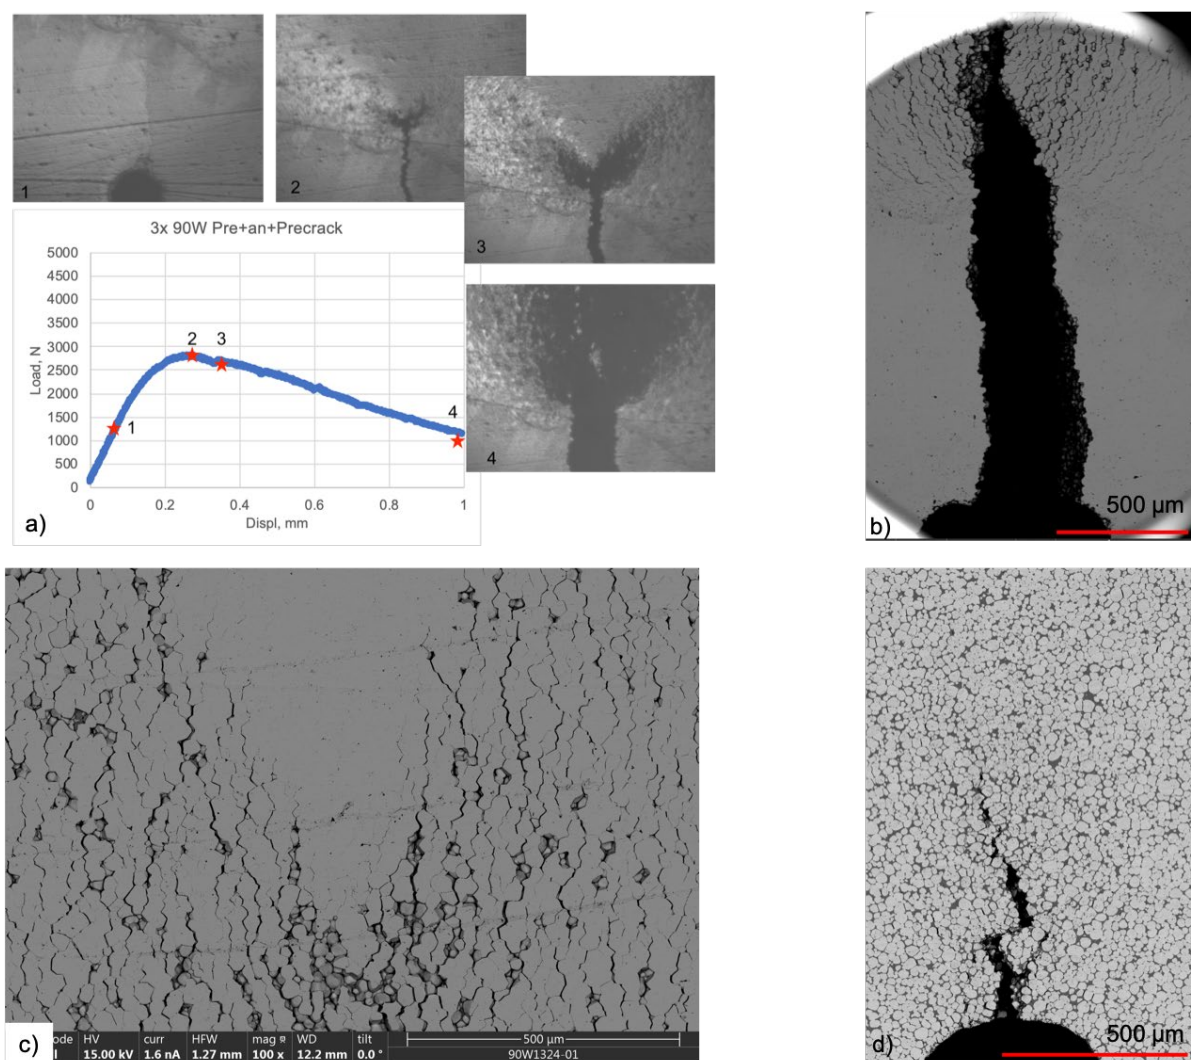 1
2
3
4
3x 90W Pre+an+Precrack
5000
4500
4000
3500
3000
2500
2000
1500
1000
500
0
Load, N
2
3
1
4
0
0.2
0.4
0.6
0.8
1
Displ, mm
a)
500 µm
b)
HV curr HFW mag WD tilt
15.00 kV 1.6 nA 1.27 mm 100 x 12.2 mm 0.0 °
500 µm
90W1324-01
c)
500 µm
d)